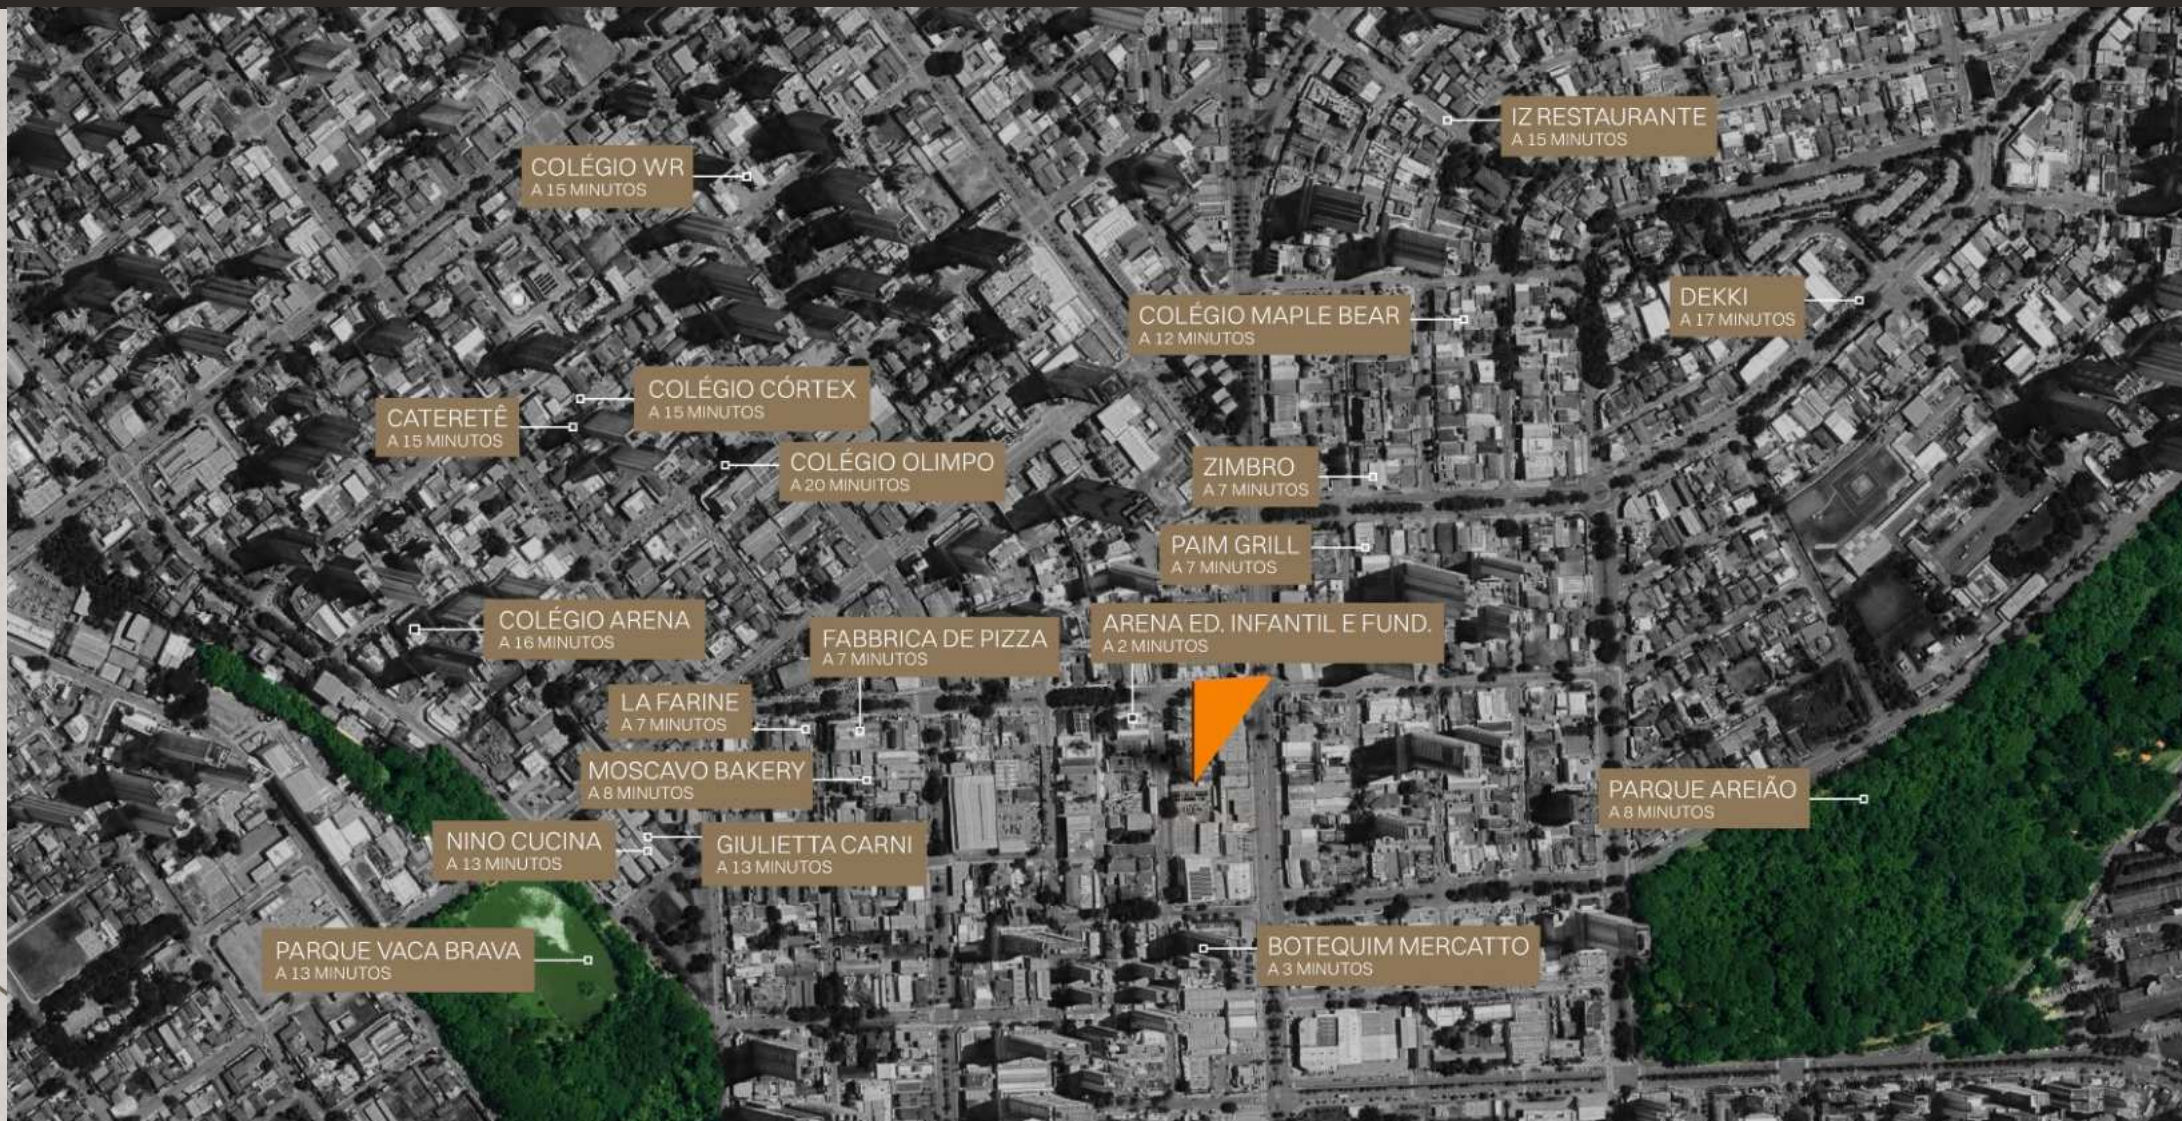 IZ RESTAURANTE
A 15 MINUTOS
COLÉGIO WR
A 15 MINUTOS
DEKKI
A 17 MINUTOS
COLÉGIO MAPLE BEAR
A 12 MINUTOS
COLÉGIO CÓRTEX
A 15 MINUTOS
CATERETÊ
A 15 MINUTOS
COLÉGIO OLIMPO
A 20 MINUITOS
ZIMBRO
A 7 MINUTOS
PAIM GRILL
A 7 MINUTOS
COLÉGIO ARENA
A 16 MINUTOS
FABBRICA DE PIZZA
A 7 MINUTOS
ARENA ED. INFANTIL E FUND.
A 2 MINUTOS
LA FARINE
A 7 MINUTOS
MOSCAVO BAKERY
A 8 MINUTOS
PARQUE AREIÃO
A 8 MINUTOS
NINO CUCINA
A 13 MINUTOS
GIULIETTA CARNI
A 13 MINUTOS
PARQUE VACA BRAVA
A 13 MINUTOS
BOTEQUIM MERCATTO
A 3 MINUTOS